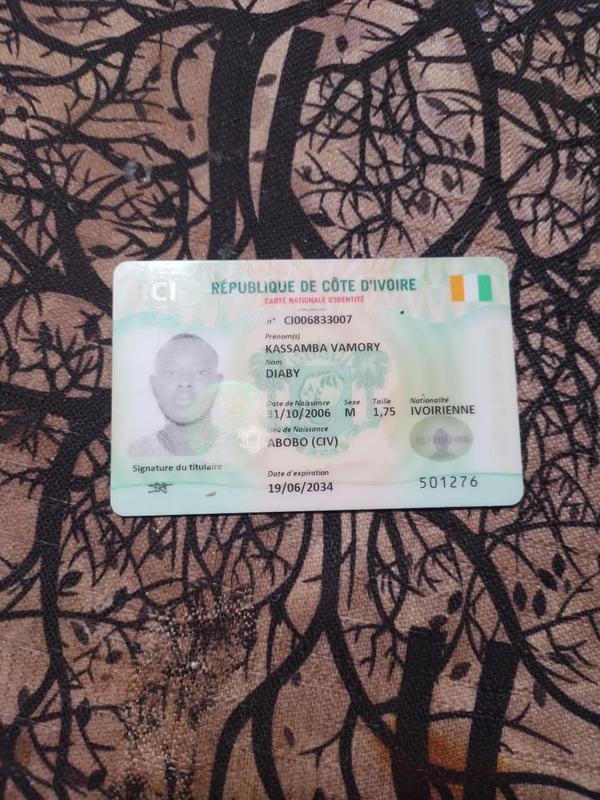 CI
RÉPUBLIQUE DE CÔTE D'IVOIRE
CARTE NATIONALE D'IDENTITÉ
n° CI006833007
Prénom(s)
KASSAMBA VAMORY
Nom
DIABY
Date de Naissance Sexe Taille Nationalité
31/10/2006 M 1,75 IVOIRIENNE
Lieu de Naissance
ABOBO (CIV)
Signature du titulaire
Date d'expiration
19/06/2034
501276